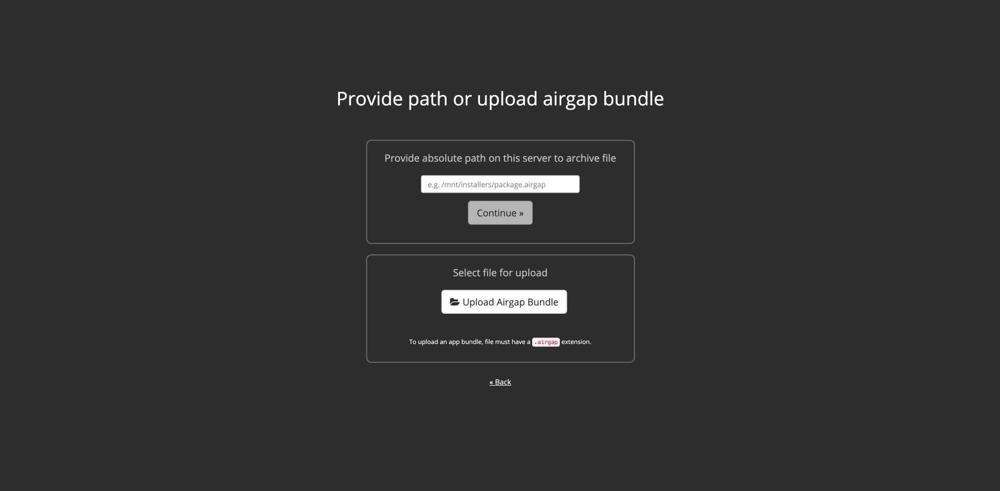 Provide path or upload airgap bundle
Provide absolute path on this server to archive file
e.g. /mnt/installers/package.airgap
Continue »
Select file for upload
Upload Airgap Bundle
To upload an app bundle, file must have a .airgap extension.
« Back